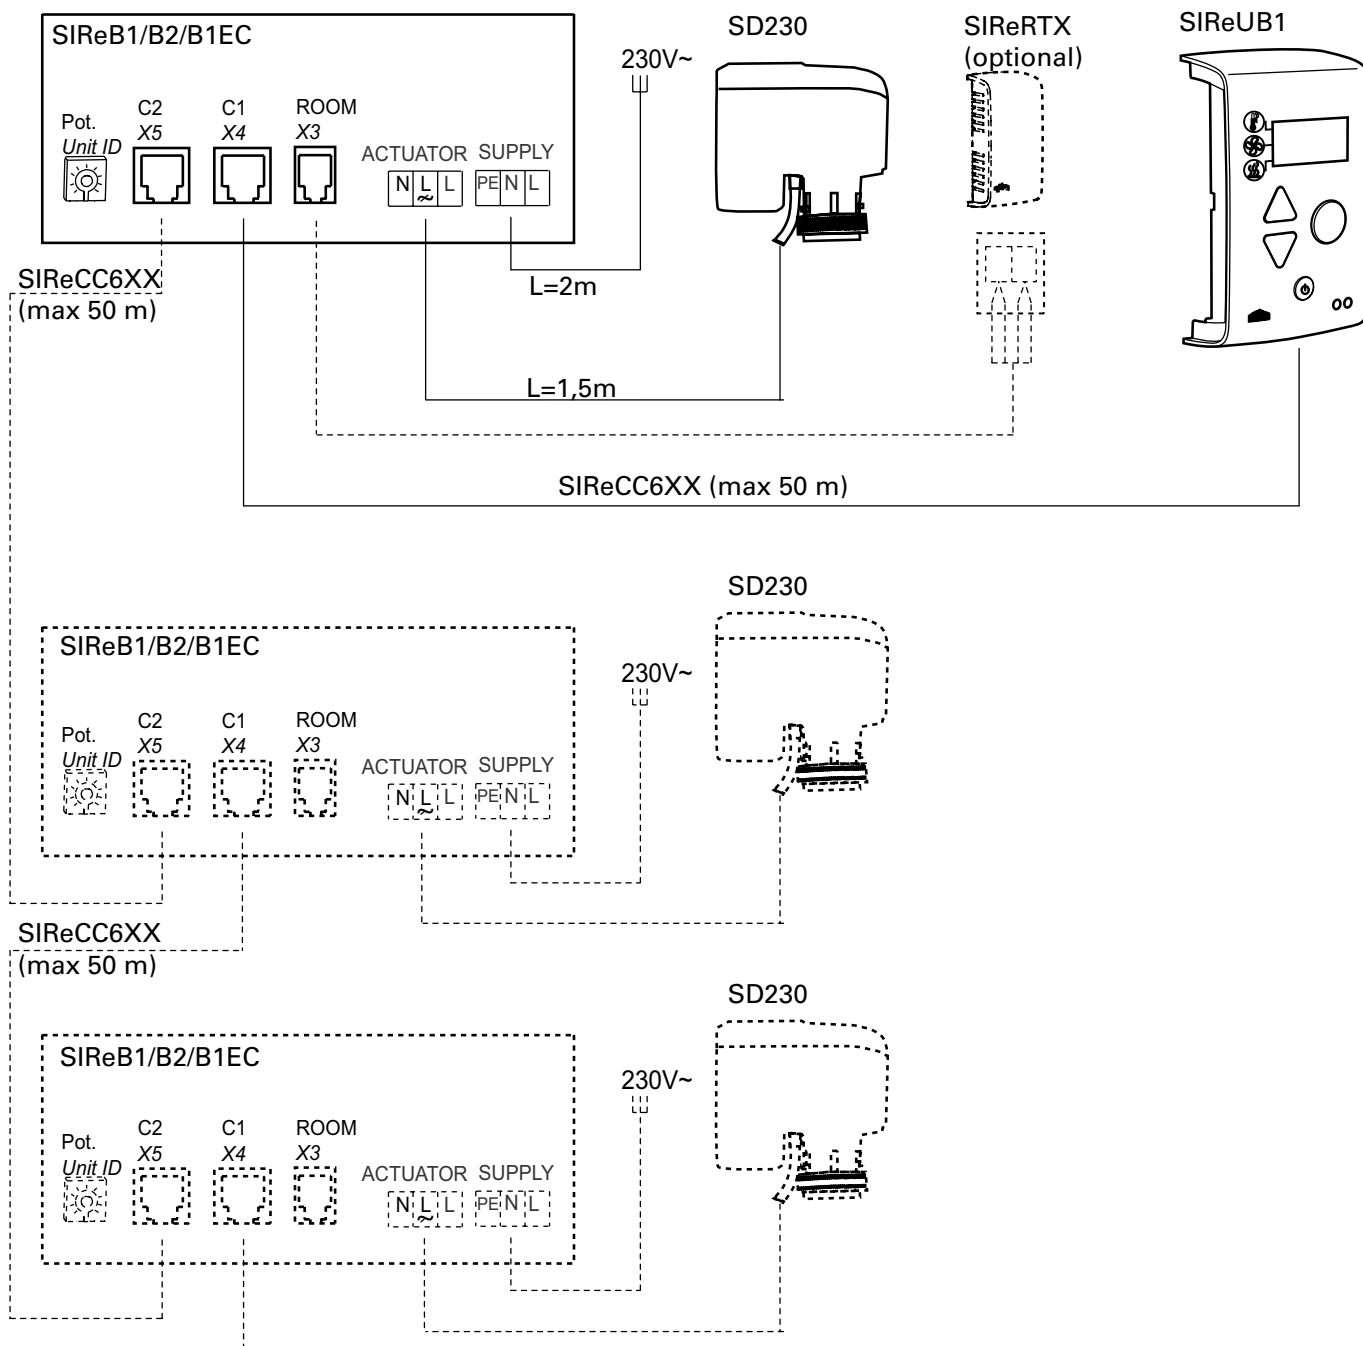 SIReB1/B2/B1EC
SD230
SIReRTX
(optional)
SIReUB1
230V~
Pot.
Unit ID
C2
X5
C1
X4
ROOM
X3
ACTUATOR
SUPPLY
N L L
~
PE N L
SIReCC6XX
(max 50 m)
L=2m
L=1,5m
SIReCC6XX (max 50 m)
SD230
SIReB1/B2/B1EC
230V~
Pot.
Unit ID
C2
X5
C1
X4
ROOM
X3
ACTUATOR
SUPPLY
N L L
~
PE N L
SIReCC6XX
(max 50 m)
SD230
SIReB1/B2/B1EC
230V~
Pot.
Unit ID
C2
X5
C1
X4
ROOM
X3
ACTUATOR
SUPPLY
N L L
~
PE N L